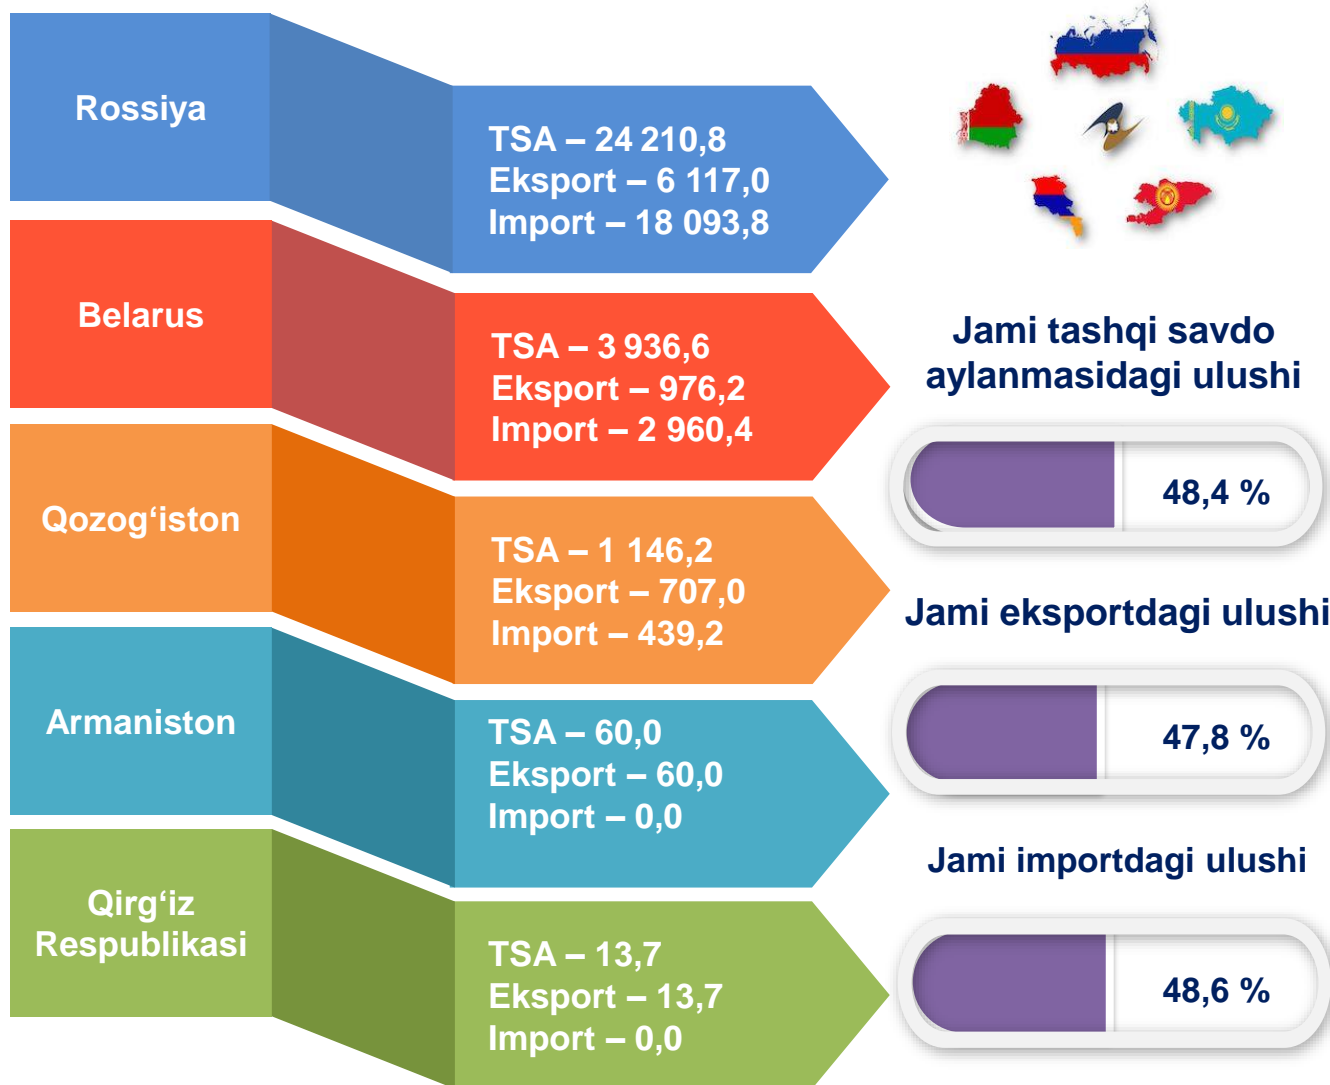 Rossiya
TSA – 24 210,8
Eksport – 6 117,0
Import – 18 093,8
Belarus
TSA – 3 936,6
Eksport – 976,2
Import – 2 960,4
Qozog‘iston
TSA – 1 146,2
Eksport – 707,0
Import – 439,2
Armaniston
TSA – 60,0
Eksport – 60,0
Import – 0,0
Qirg‘iz
Respublikasi
TSA – 13,7
Eksport – 13,7
Import – 0,0
Jami tashqi savdo
aylanmasidagi ulushi
48,4 %
Jami eksportdagi ulushi
47,8 %
Jami importdagi ulushi
48,6 %